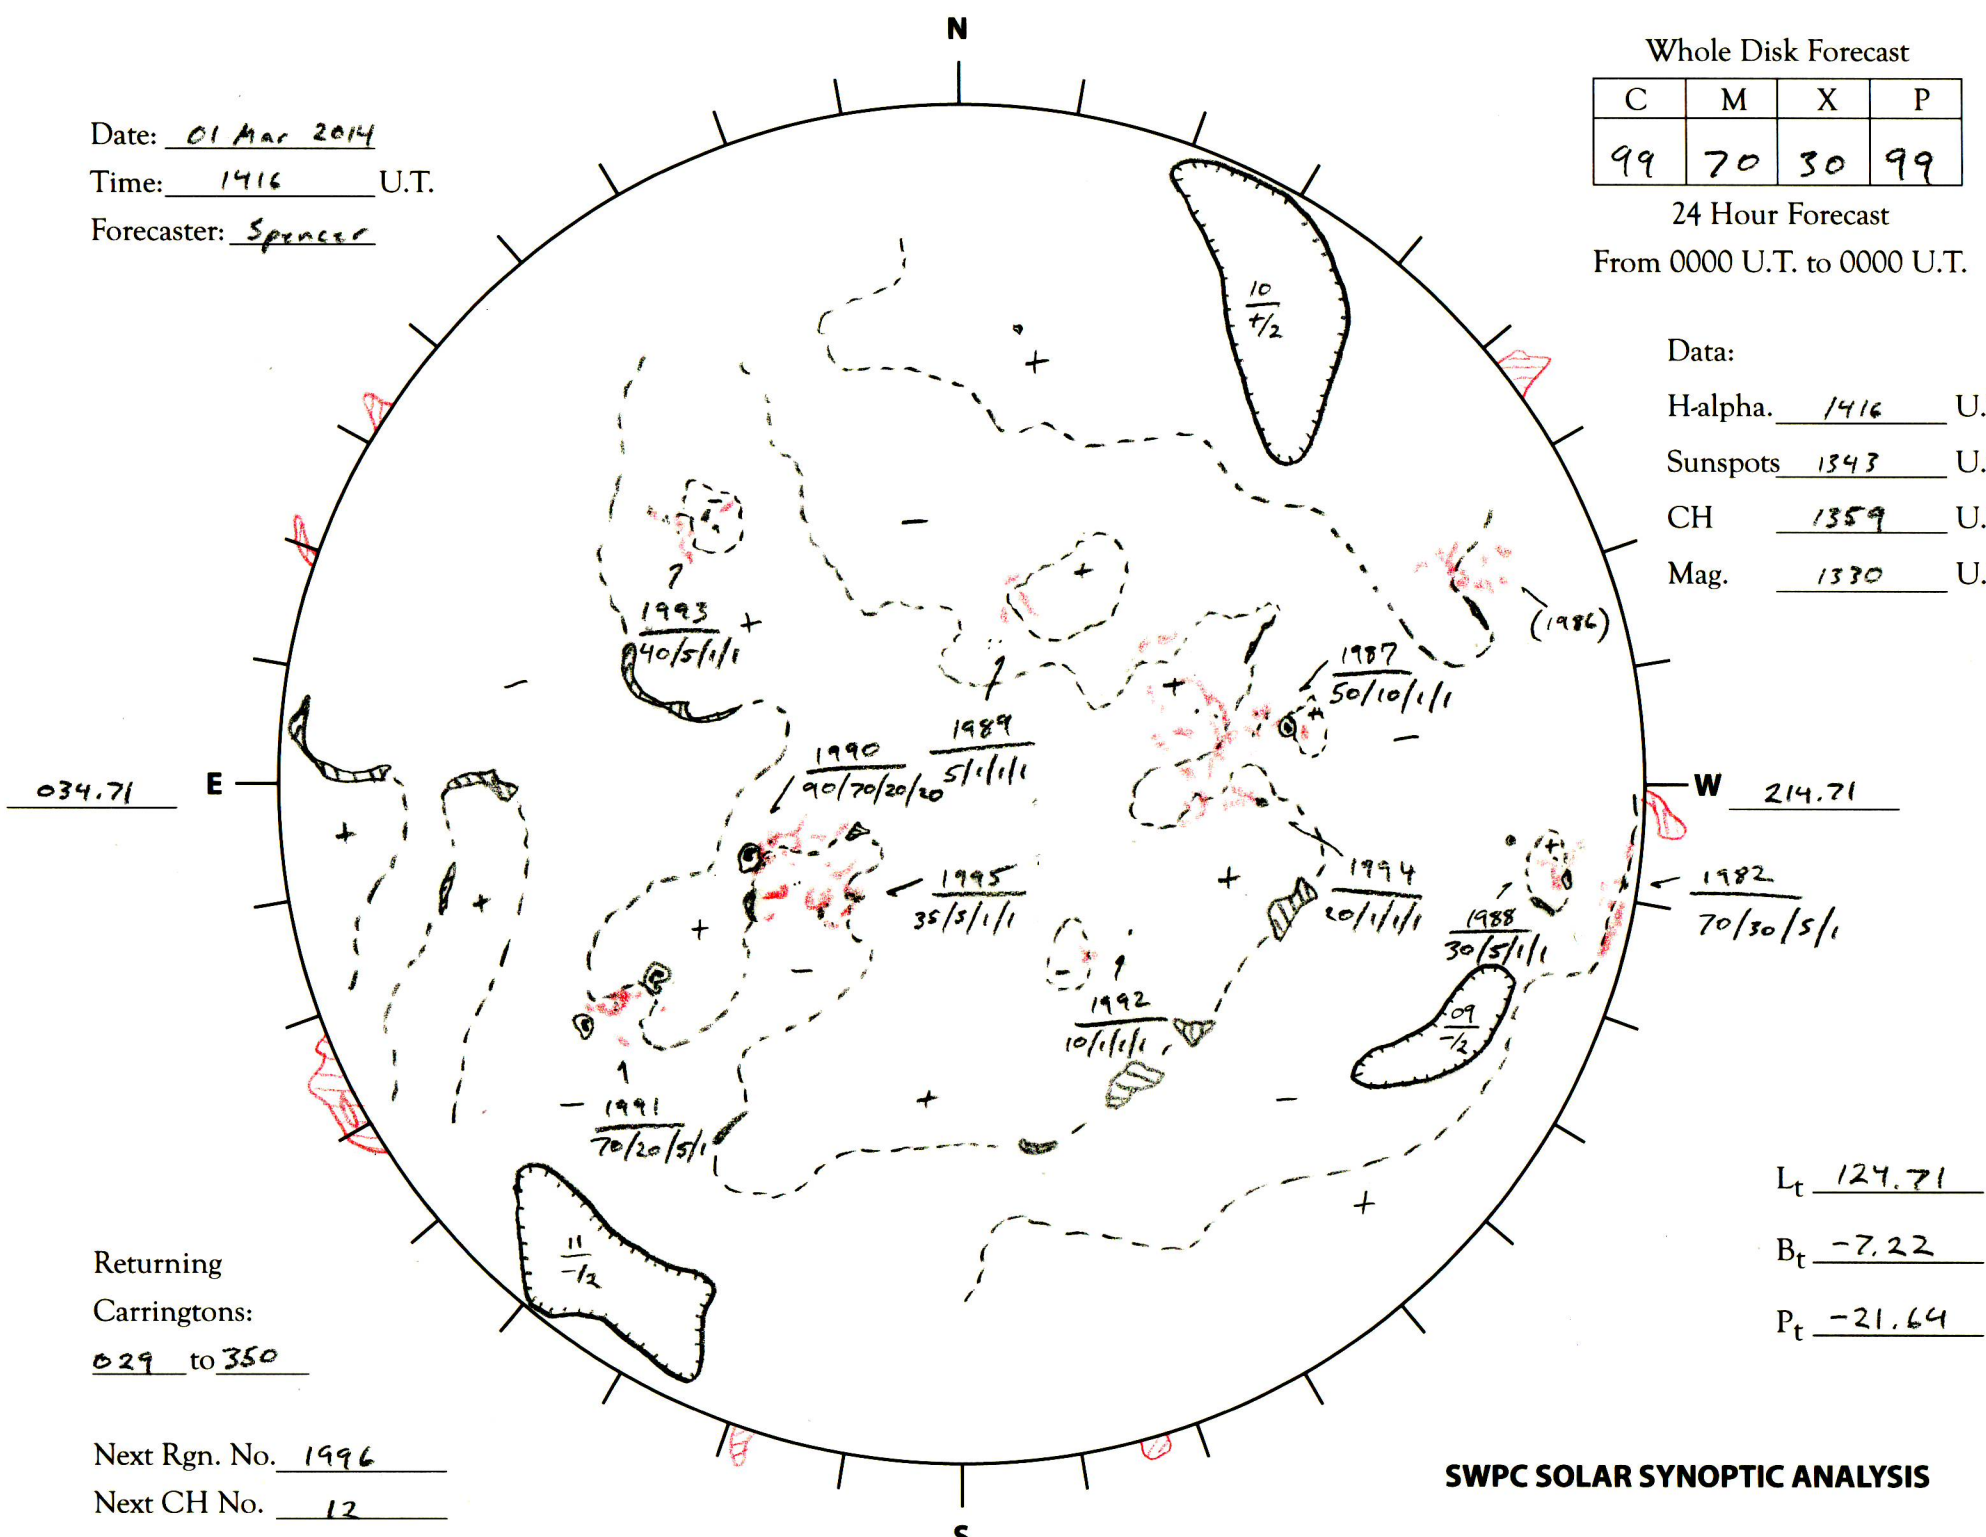 N
Whole Disk Forecast
C M X P
99 70 30 99
24 Hour Forecast
From 0000 U.T. to 0000 U.T.
Date: 01 Mar 2014
Time: 1416 U.T.
Forecaster: Spencer
Data:
H-alpha. 1416 U.
Sunspots 1343 U.
CH 1359 U.
Mag. 1330 U.
10
+/2
+
-
+
(1986)
1993
40/5/1/1
+
1987
50/10/1/1
-
+
+
-
1989
5/1/1/1
1990
90/70/20/20
034.71 E
W 214.71
+
+
+
1995
35/5/1/1
+
1994
20/1/1/1
+
1988
30/5/1/1
1982
70/30/5/1
+
-
-
1992
10/1/1/1
09
-/2
-
1991
70/20/5/1
+
-
+
11
-/2
Lt 124.71
Bt -7.22
Pt -21.64
Returning
Carringtons:
029 to 350
Next Rgn. No. 1996
Next CH No. 12
SWPC SOLAR SYNOPTIC ANALYSIS
S